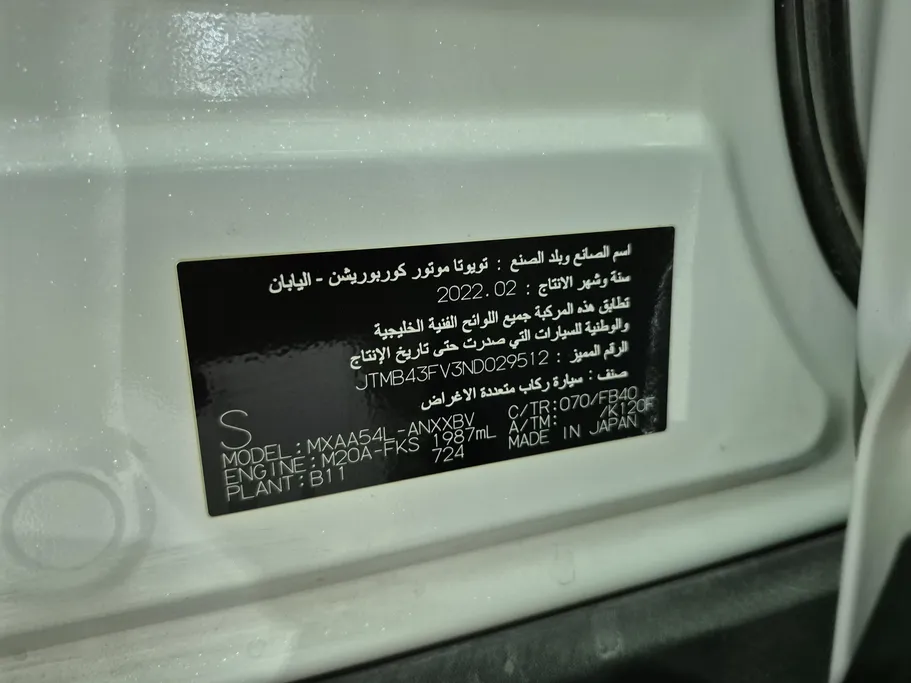 اسم الصانع وبلد الصنع : تويوتا موتور كوربوريشن - اليابان
سنة وشهر الانتاج : 2022.02
تطابق هذه المركبة جميع اللوائح الفنية الخليجية
والوطنية للسيارات التي صدرت حتى تاريخ الإنتاج
الرقم المميز : JTMB43FV3ND029512
صنف : سيارة ركاب متعددة الاغراض
S
MODEL:MXAA54L-ANXXBV C/TR:070/FB40
ENGINE:M20A-FKS 1987mL A/TM: /K120F
PLANT:B11 724 MADE IN JAPAN